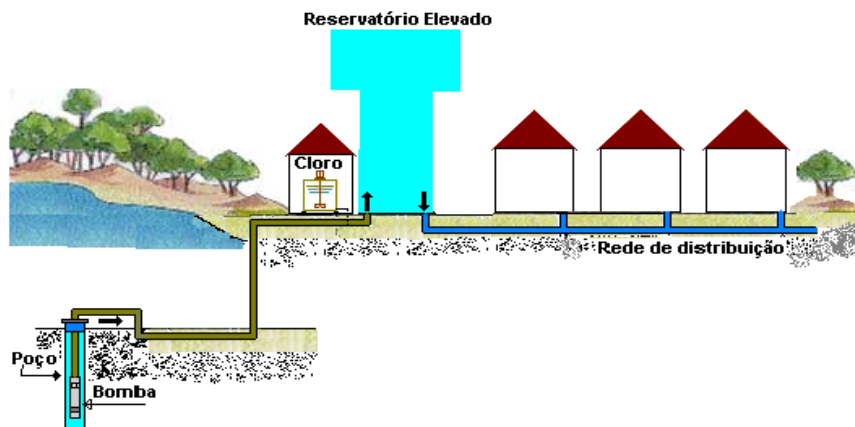 Reservatório Elevado
Cloro
Rede de distribuição
Poço
Bomba